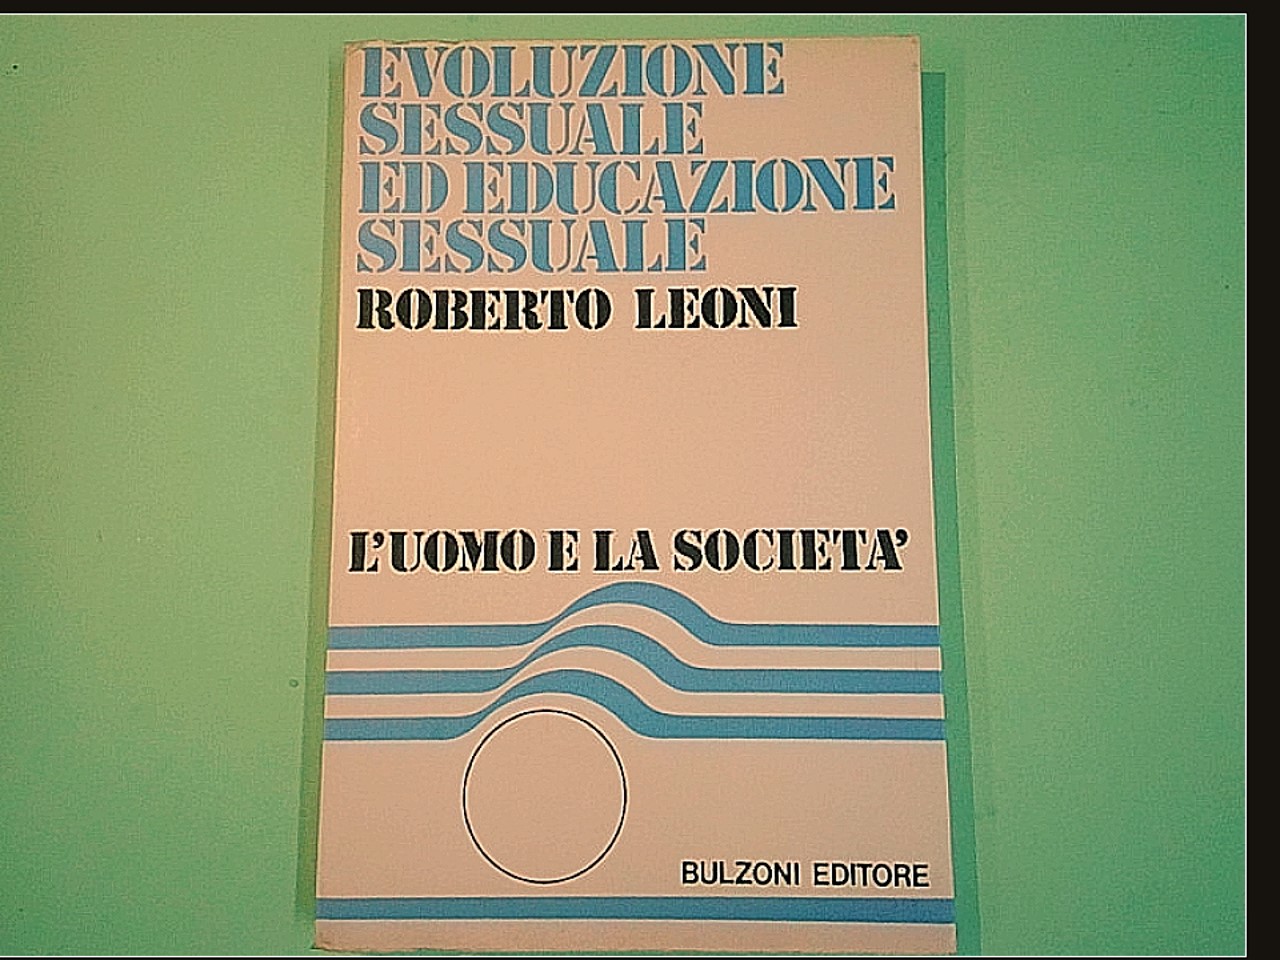 EVOLUZIONE
SESSUALE
ED EDUCAZIONE
SESSUALE
ROBERTO LEONI
L'UOMO E LA SOCIETA'
BULZONI EDITORE